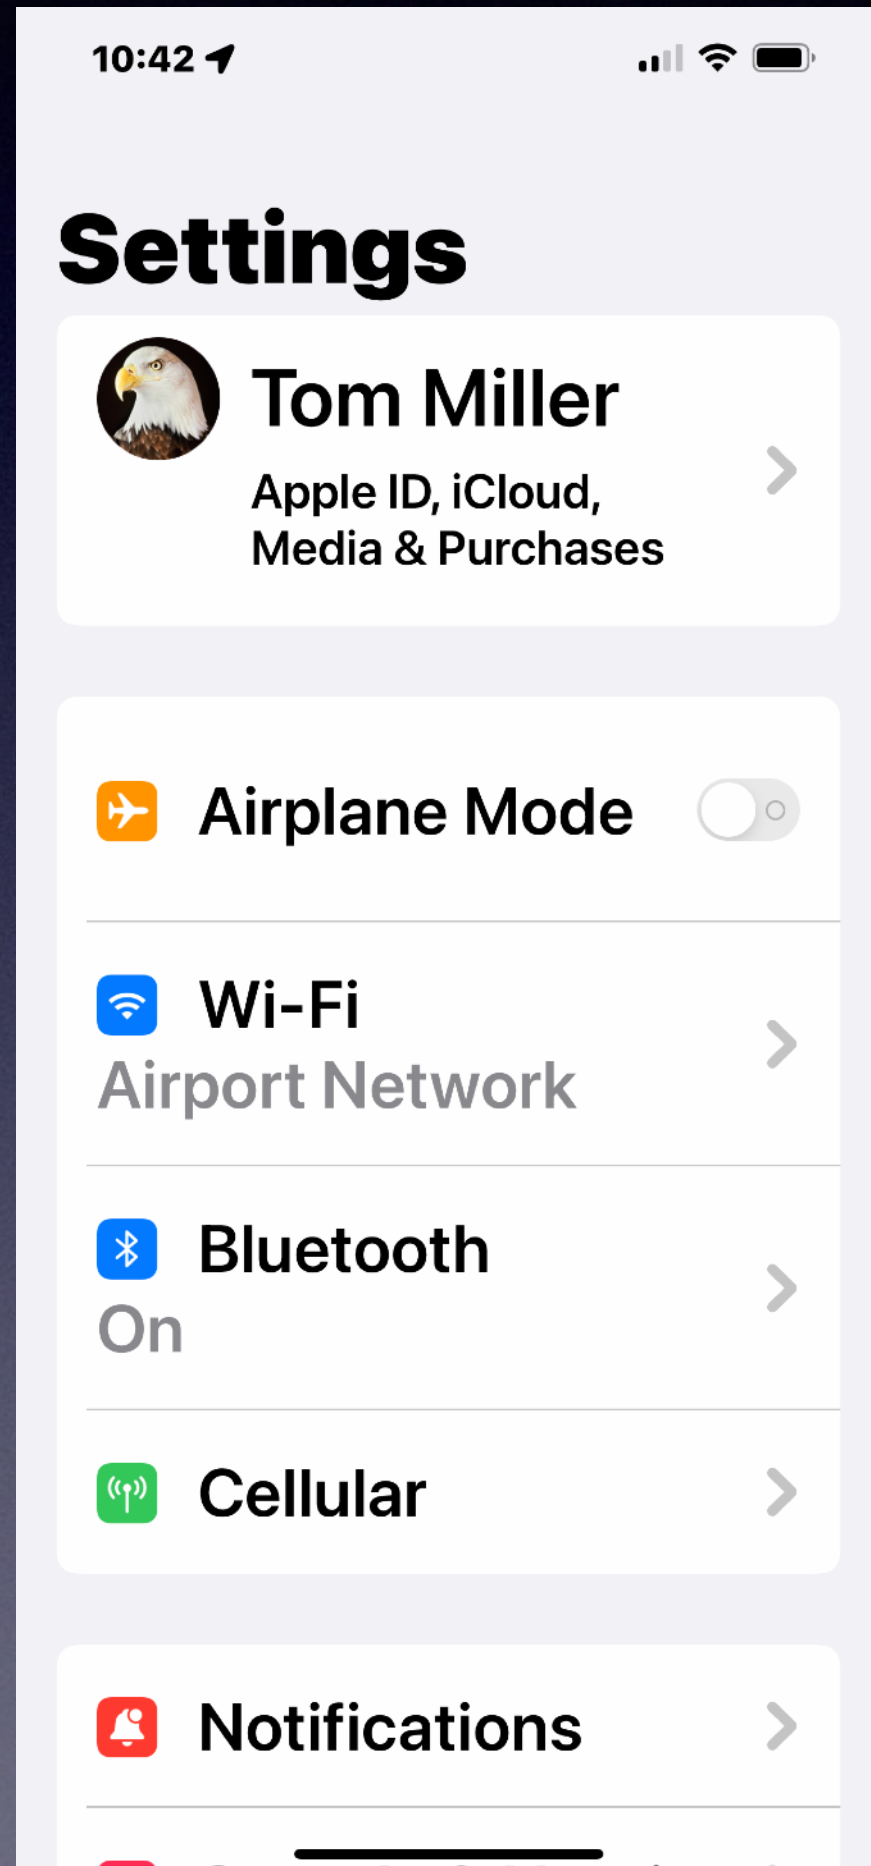 10:42
Settings
Tom Miller
Apple ID, iCloud,
Media & Purchases
Airplane Mode
Wi-Fi
Airport Network
Bluetooth
On
Cellular
Notifications